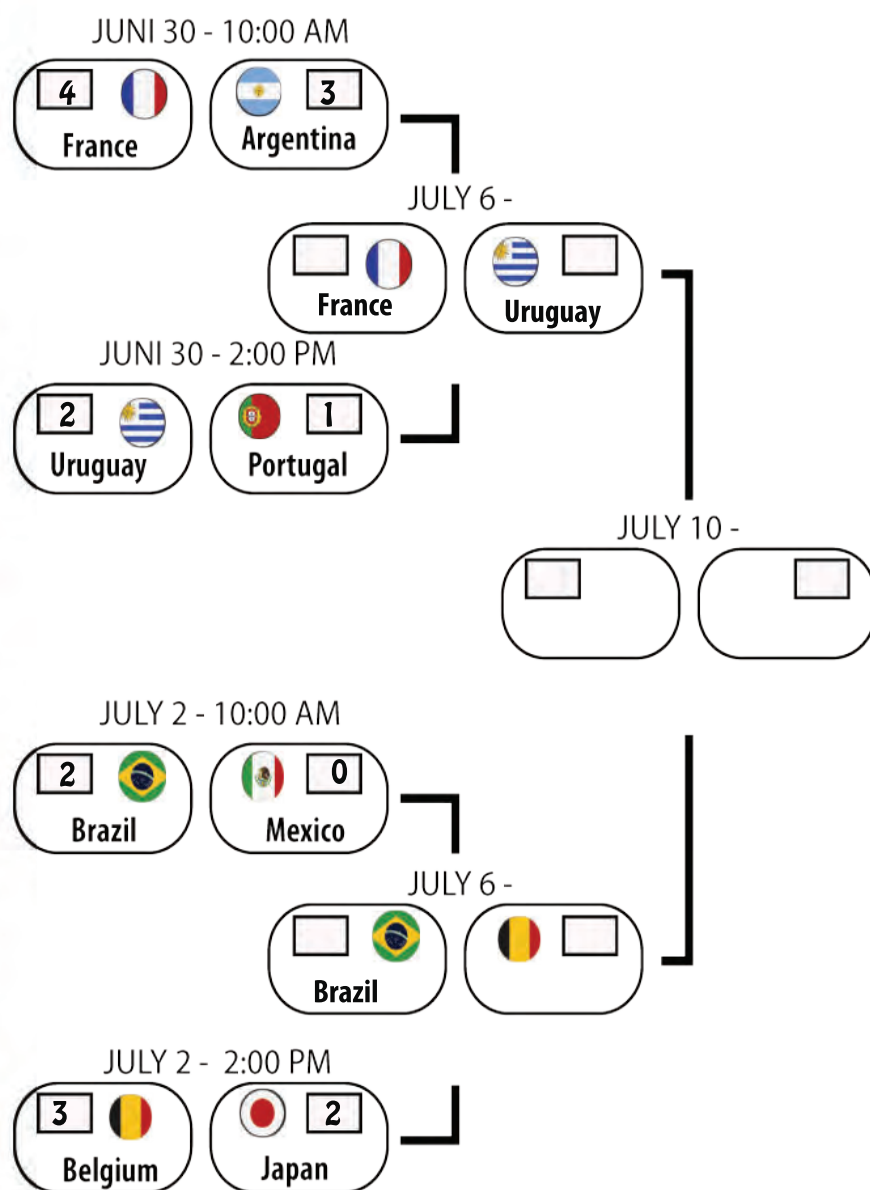 JUNI 30 - 10:00 AM
4 3
France Argentina
JULY 6 -
France Uruguay
JUNI 30 - 2:00 PM
2 1
Uruguay Portugal
JULY 10 -
JULY 2 - 10:00 AM
2 0
Brazil Mexico
JULY 6 -
Brazil
JULY 2 - 2:00 PM
3 2
Belgium Japan